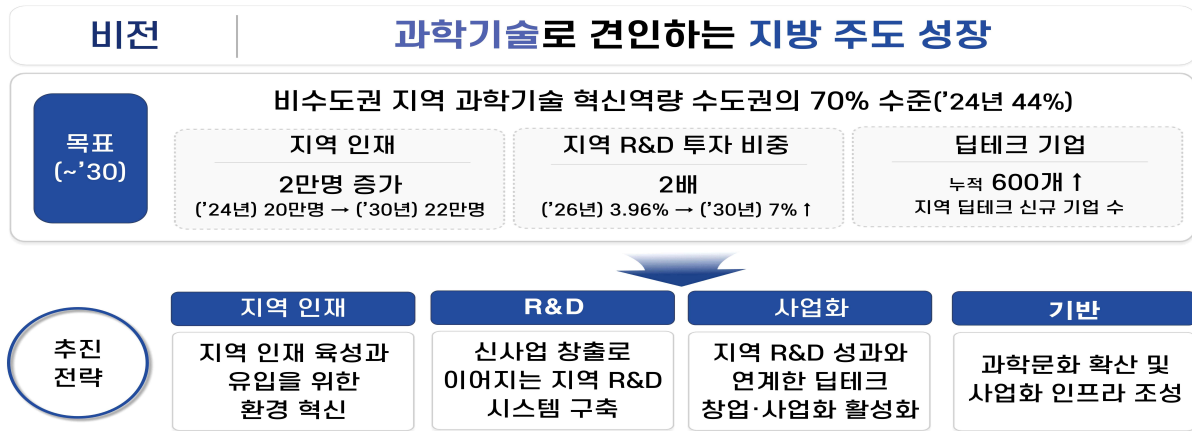 비전
과학기술로 견인하는 지방 주도 성장
목표
(~’30)
비수도권 지역 과학기술 혁신역량 수도권의 70% 수준(’24년 44%)
지역 인재
2만명 증가
(’24년) 20만명 → (’30년) 22만명
지역 R&D 투자 비중
2배
(’26년) 3.96% → (’30년) 7% ↑
딥테크 기업
누적 600개 ↑
지역 딥테크 신규 기업 수
추진
전략
지역 인재
지역 인재 육성과
유입을 위한
환경 혁신
R&D
신사업 창출로
이어지는 지역 R&D
시스템 구축
사업화
지역 R&D 성과와
연계한 딥테크
창업·사업화 활성화
기반
과학문화 확산 및
사업화 인프라 조성